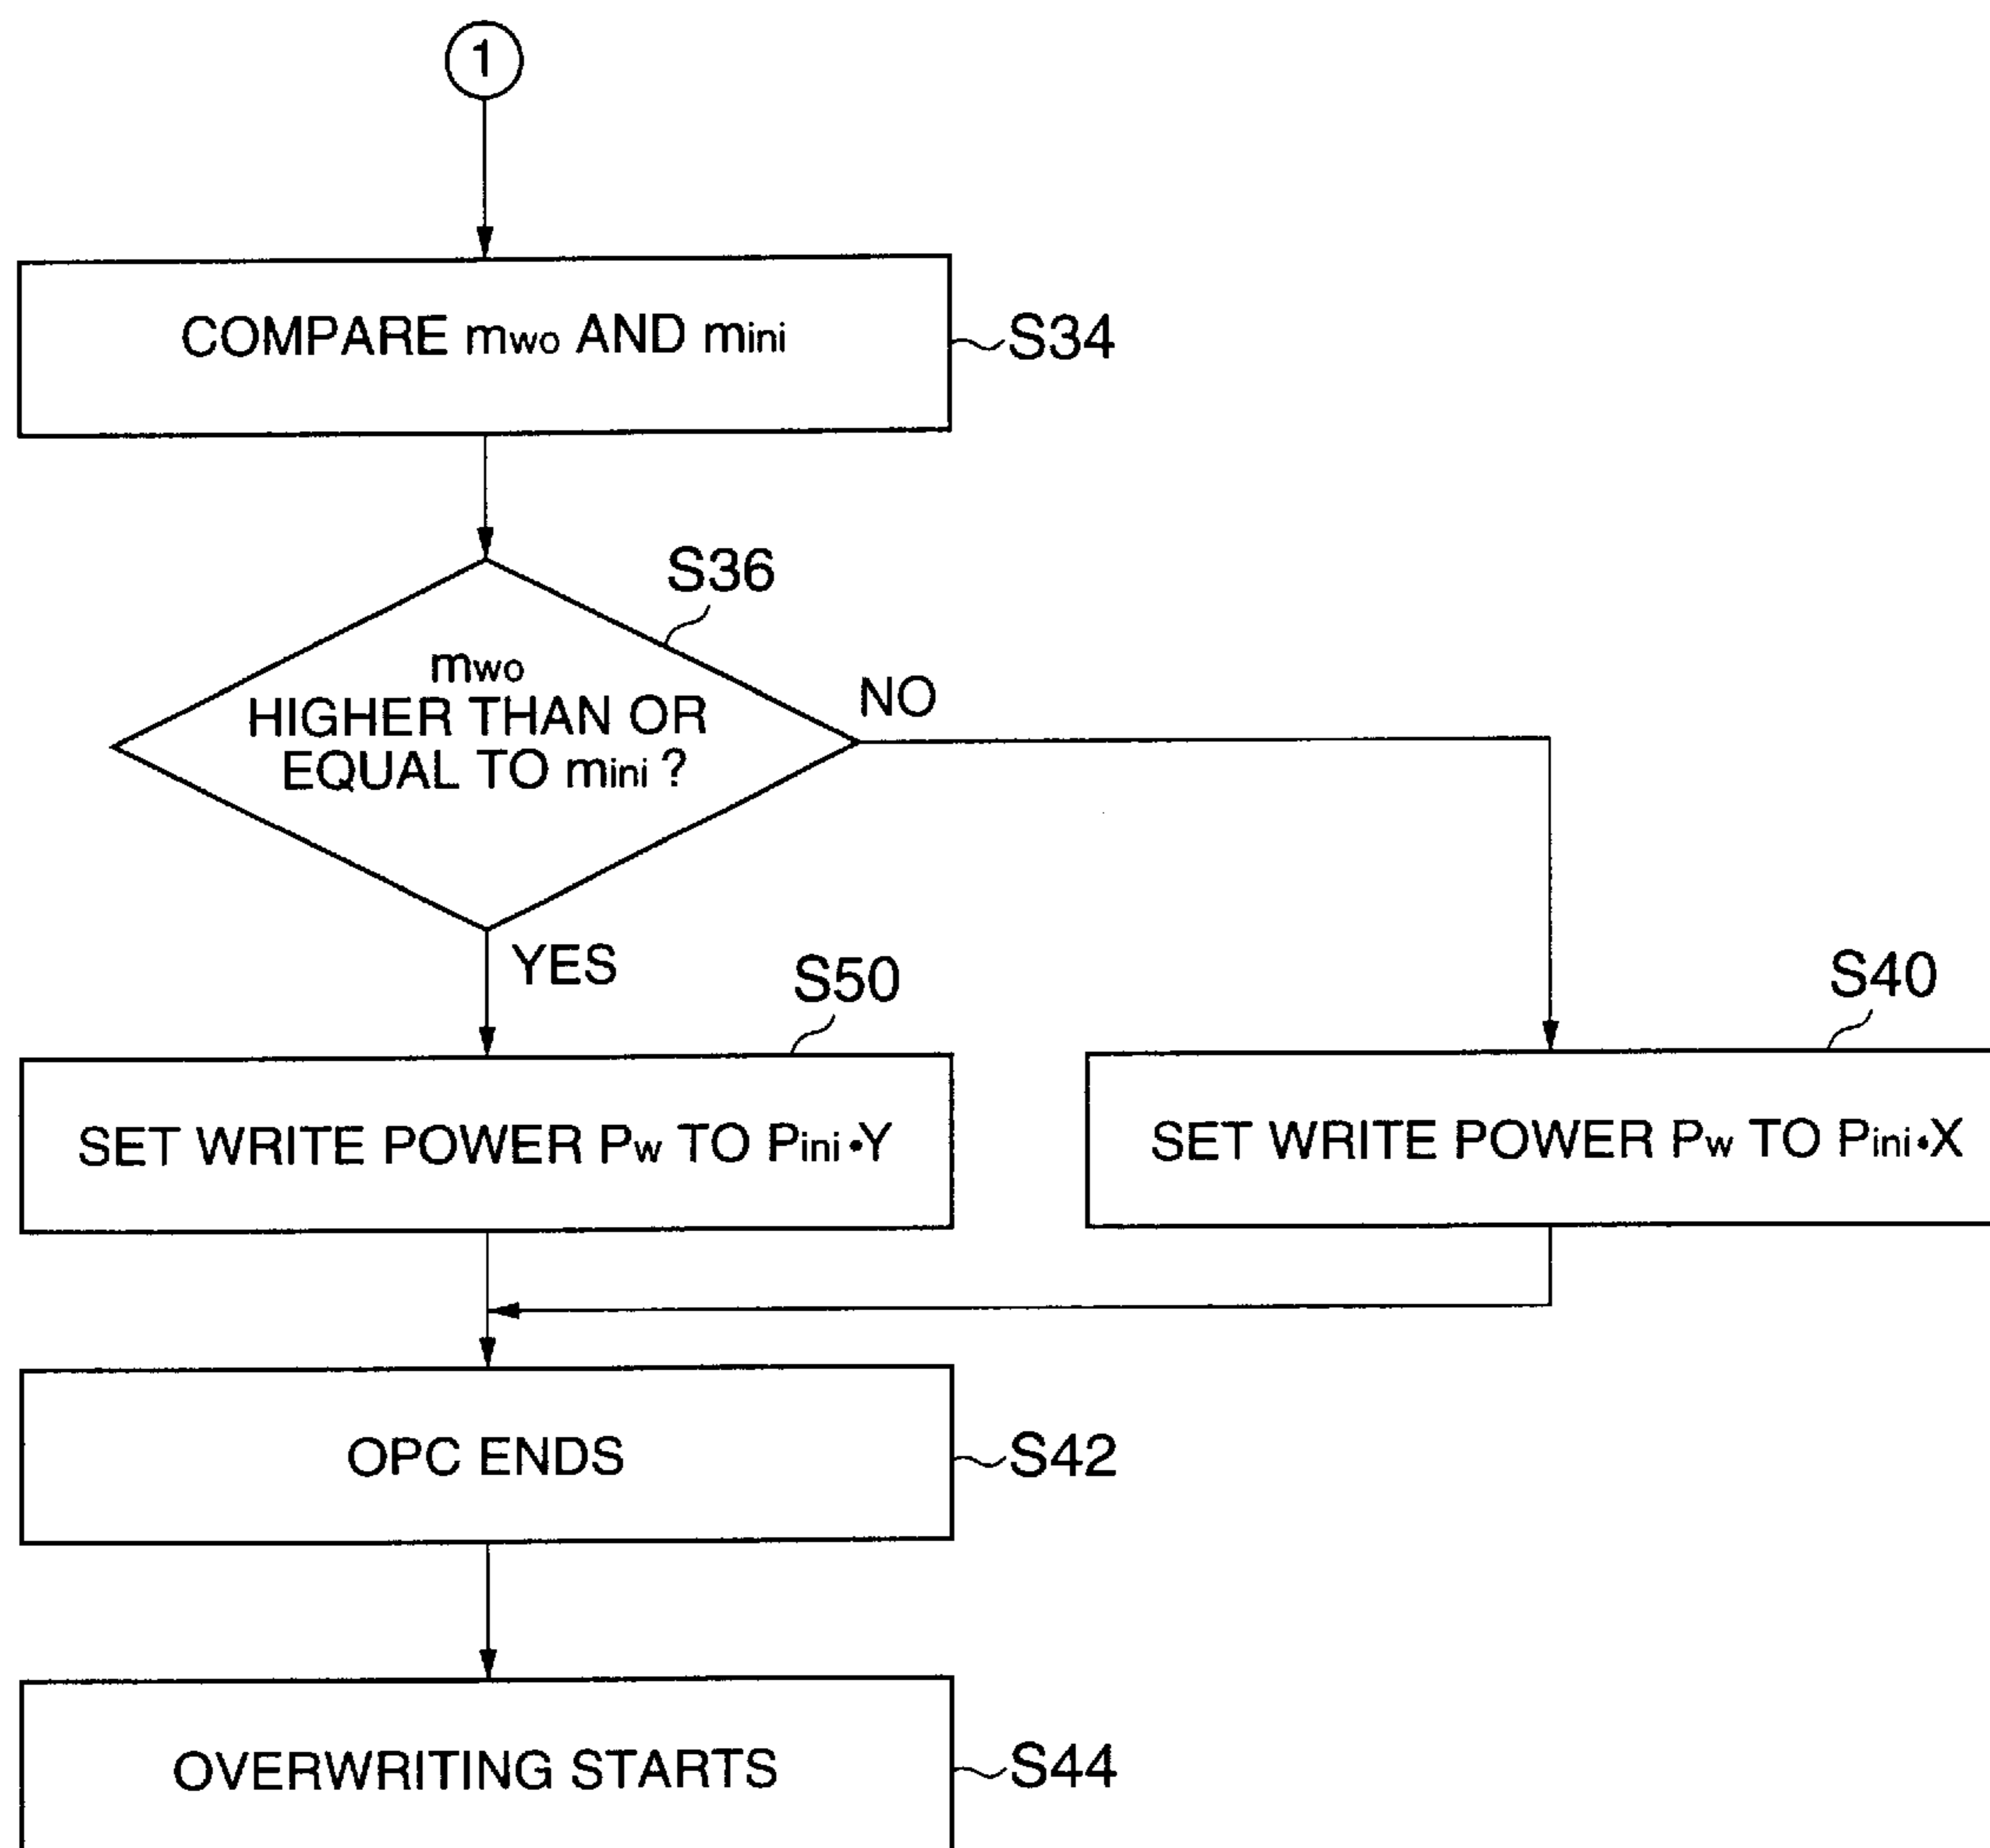 1
COMPARE mwo AND mini
S34
S36
mwo
HIGHER THAN OR
EQUAL TO mini ?
NO
YES
S50
S40
SET WRITE POWER Pw TO Pini•Y
SET WRITE POWER Pw TO Pini•X
OPC ENDS
S42
OVERWRITING STARTS
S44